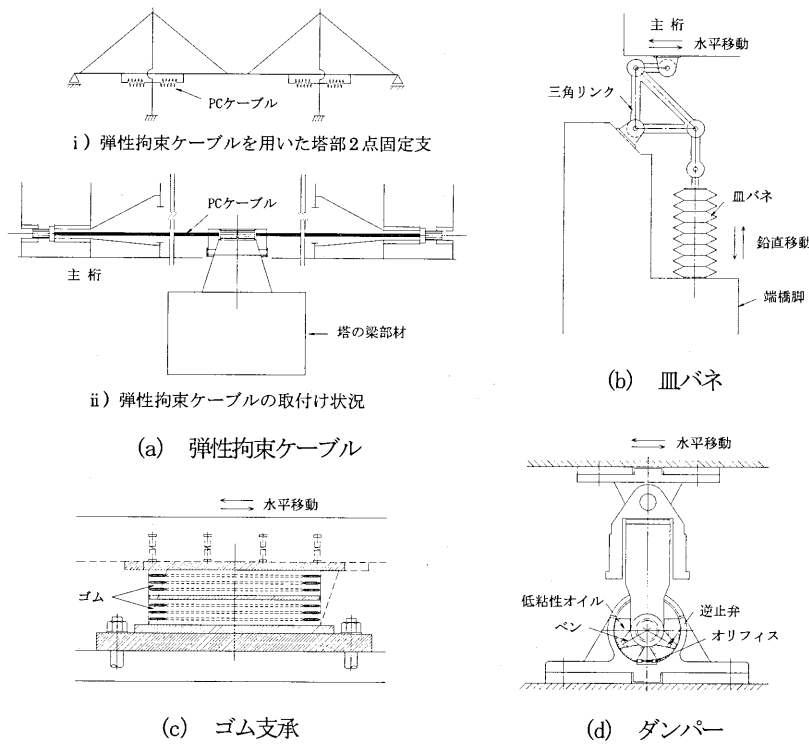 PCケーブル
i) 弾性拘束ケーブルを用いた塔部2点固定支
PCケーブル
主 桁
塔の梁部材
ii) 弾性拘束ケーブルの取付け状況
(a) 弾性拘束ケーブル
主 桁
水平移動
三角リンク
皿バネ
鉛直移動
端橋脚
(b) 皿バネ
水平移動
ゴム
(c) ゴム支承
水平移動
低粘性オイル
逆止弁
ベン
オリフィス
(d) ダンパー